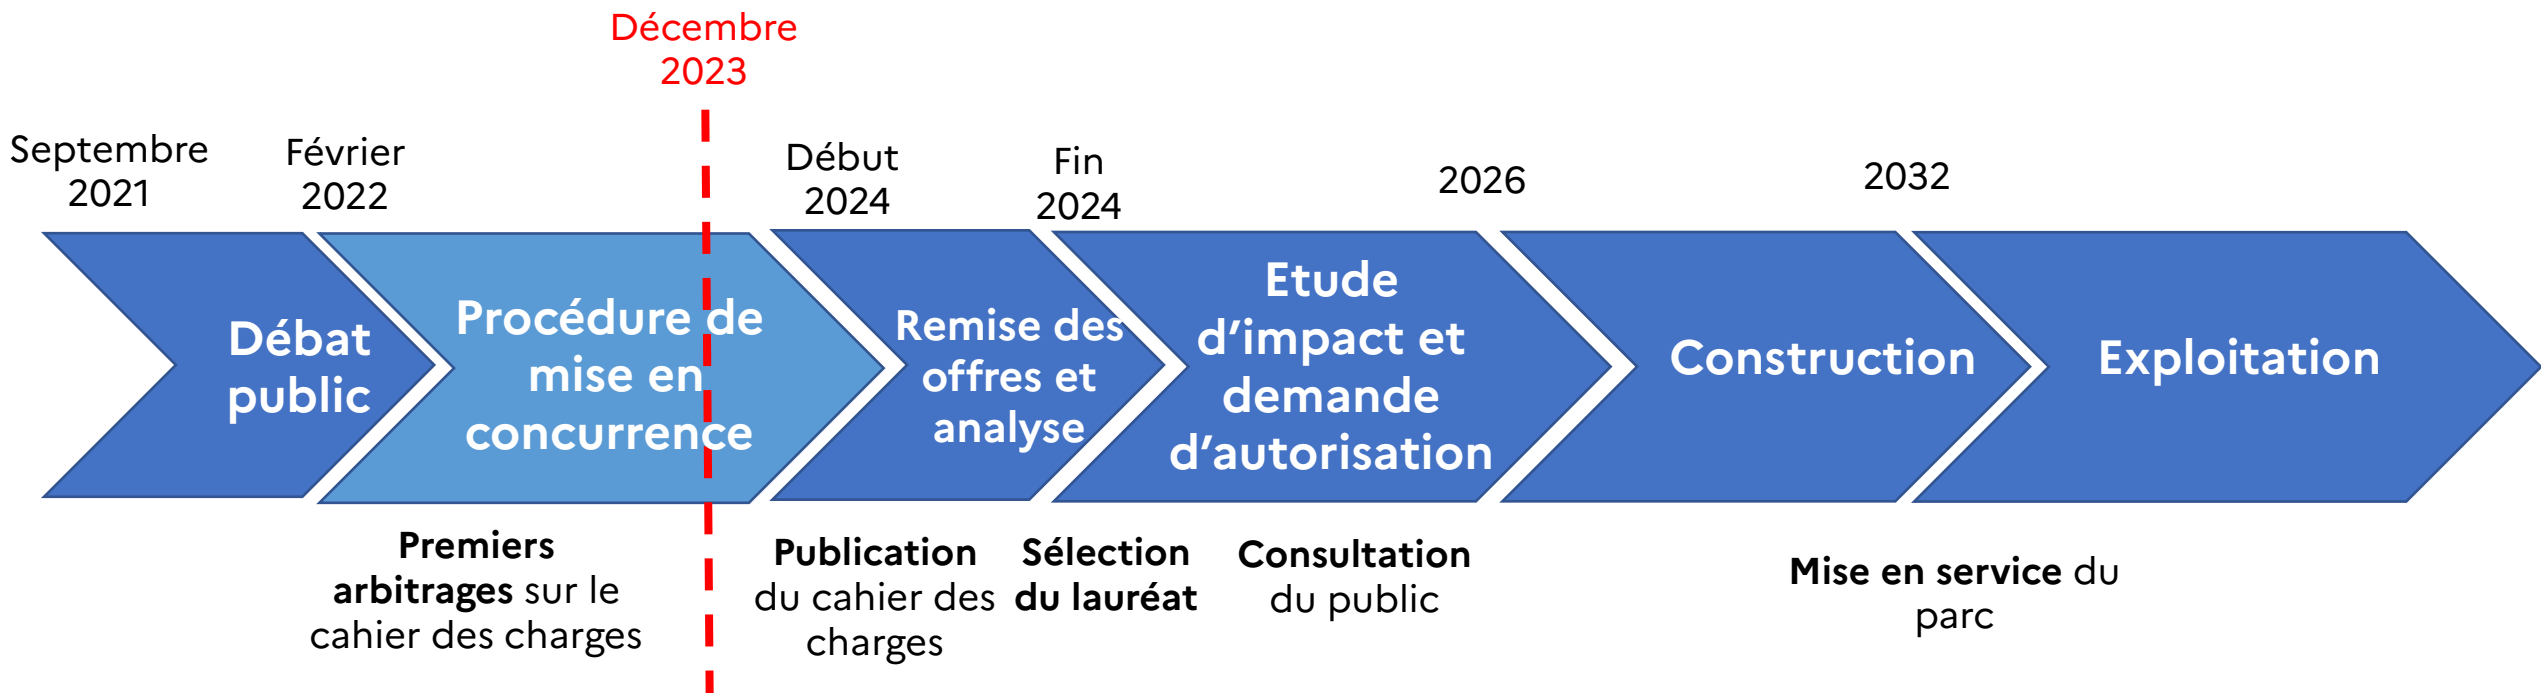 Décembre
2023
Septembre
2021
Février
2022
Début
2024
Fin
2024
2026
2032
Débat
public
Procédure de
mise en
concurrence
Remise des
offres et
analyse
Etude
d’impact et
demande
d’autorisation
Construction
Exploitation
Premiers
arbitrages sur le
cahier des charges
Publication
du cahier des
charges
Sélection
du lauréat
Consultation
du public
Mise en service du
parc